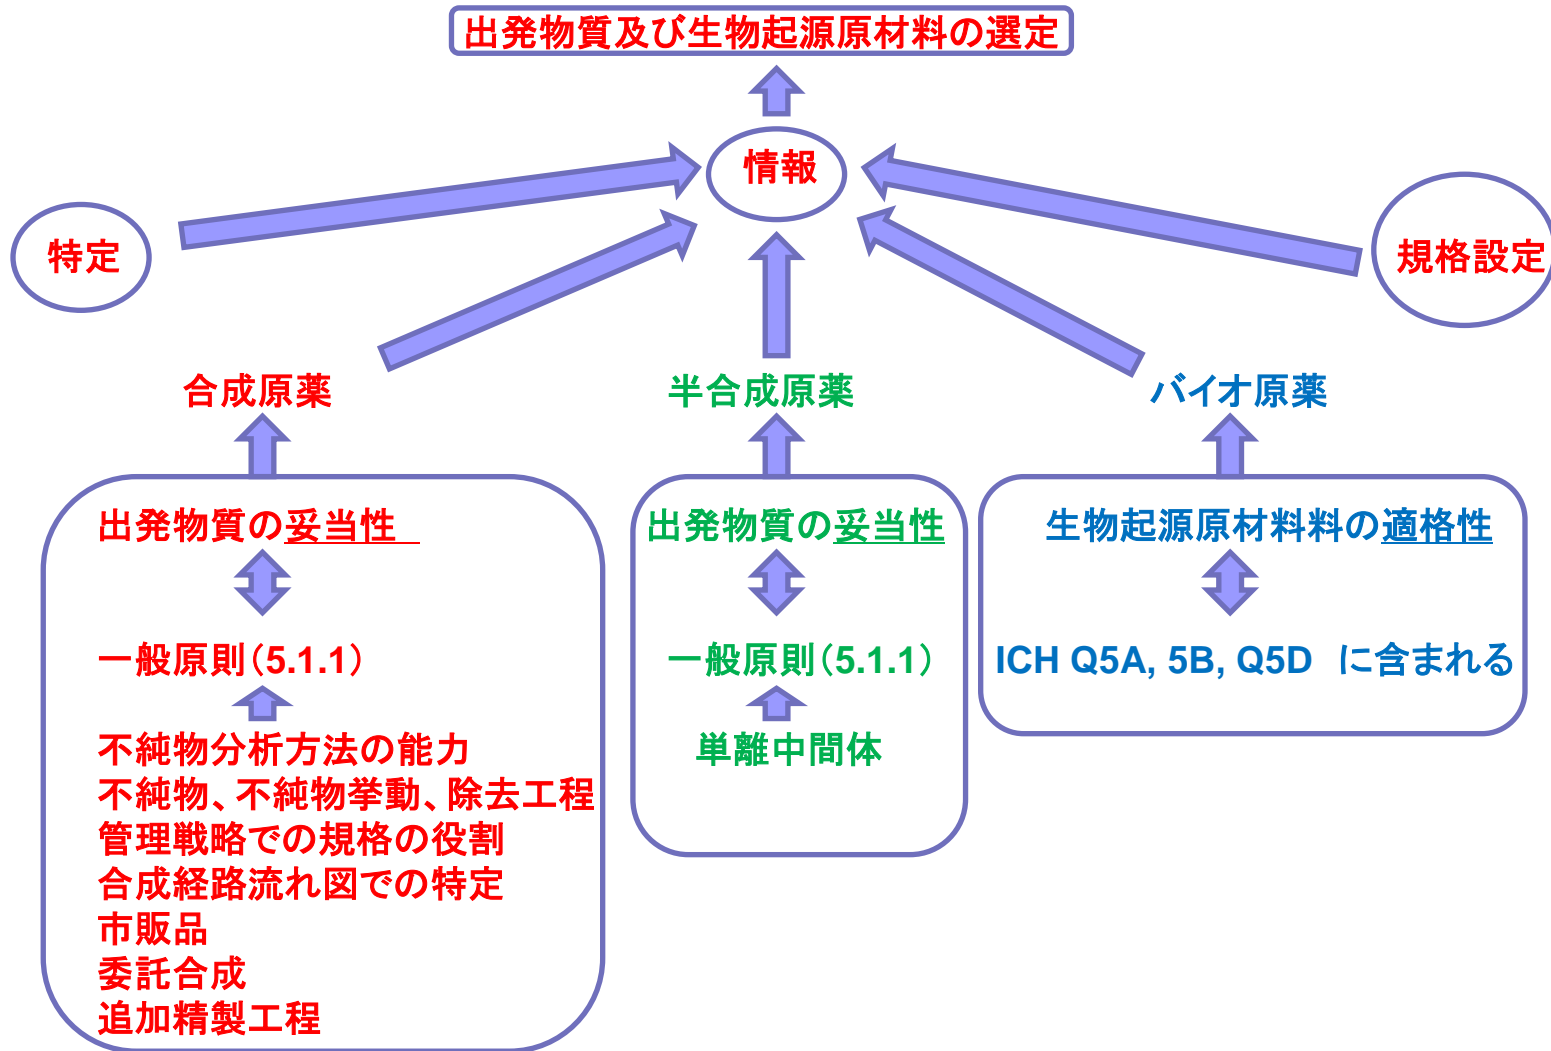 出発物質及び生物起源原材料の選定
情報
特定
規格設定
合成原薬
半合成原薬
バイオ原薬
出発物質の妥当性
出発物質の妥当性
生物起源原材料料の適格性
一般原則(5.1.1)
一般原則(5.1.1)
ICH Q5A, 5B, Q5D に含まれる
不純物分析方法の能力
不純物、不純物挙動、除去工程
管理戦略での規格の役割
合成経路流れ図での特定
市販品
委託合成
追加精製工程
単離中間体